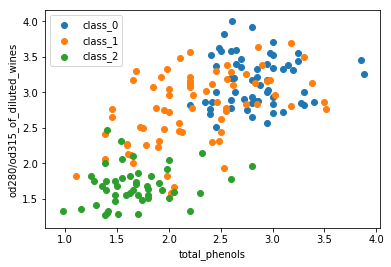 class_0
class_1
class_2
4.0
3.5
3.0
2.5
2.0
1.5
od280/od315_of_diluted_wines
1.0 1.5 2.0 2.5 3.0 3.5 4.0
total_phenols